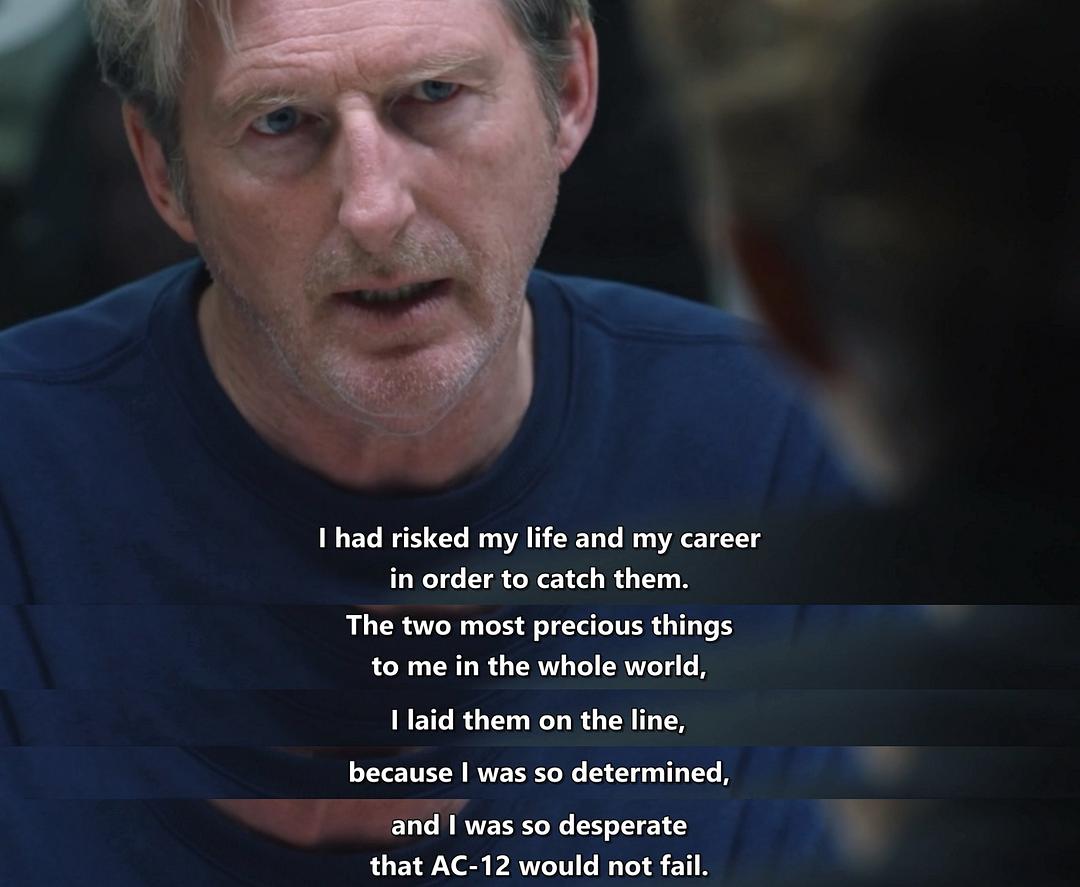 I had risked my life and my career
in order to catch them.
The two most precious things
to me in the whole world,
I laid them on the line,
because I was so determined,
and I was so desperate
that AC-12 would not fail.